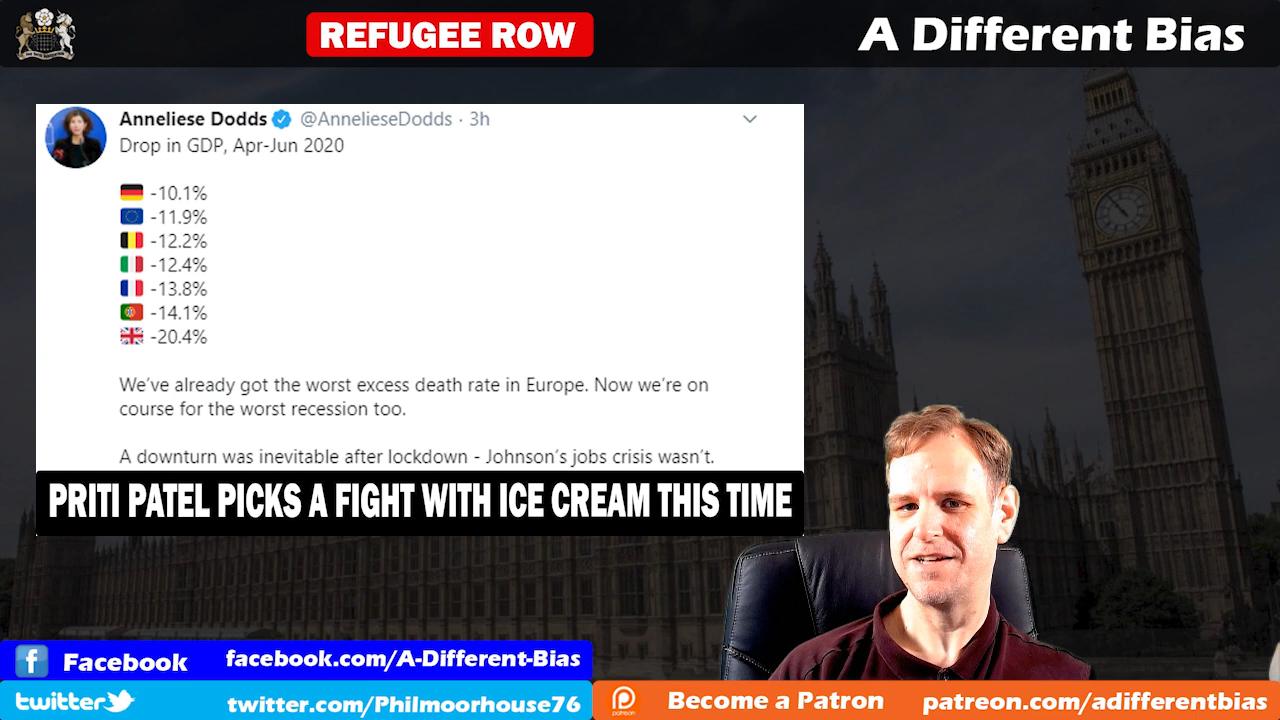 REFUGEE ROW
A Different Bias
Anneliese Dodds @AnnelieseDodds · 3h
Drop in GDP, Apr-Jun 2020
-10.1%
-11.9%
-12.2%
-12.4%
-13.8%
-14.1%
-20.4%
We've already got the worst excess death rate in Europe. Now we're on
course for the worst recession too.
A downturn was inevitable after lockdown - Johnson's jobs crisis wasn't.
PRITI PATEL PICKS A FIGHT WITH ICE CREAM THIS TIME
f Facebook facebook.com/A-Different-Bias
twitter twitter.com/Philmoorhouse76
patreon Become a Patron patreon.com/adifferentbias